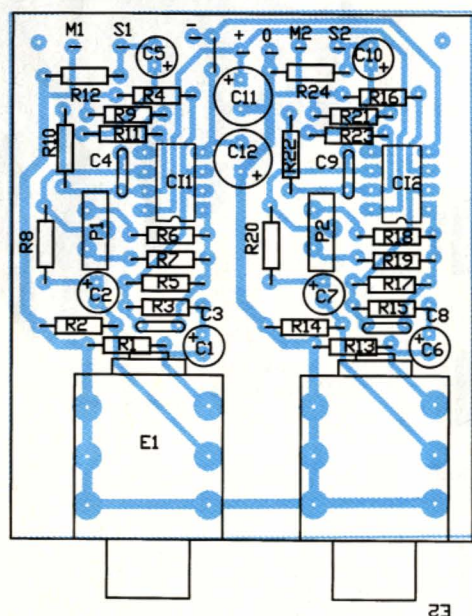 M1 S1 - + 0 M2 S2
C5 C10
R12 R4 C11 R24 R16
R9 R21
R10 R11 R23
C4 C12 R22 C9
CI1 CI2
R8 P1 R6 R20 P2 R18
R7 R19
C2 R5 C7 R17
R3 C3 R15 C8
R2 R14
R1 C1 R13 C6
E1
E2